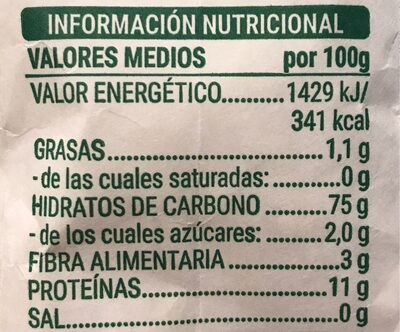 INFORMACIÓN NUTRICIONAL
VALORES MEDIOS por 100g
VALOR ENERGÉTICO.......... 1429 kJ/
341 kcal
GRASAS...................................1,1 g
- de las cuales saturadas:...........0 g
HIDRATOS DE CARBONO ...........75 g
- de los cuales azúcares:..........2,0 g
FIBRA ALIMENTARIA ..................3 g
PROTEÍNAS.............................11 g
SAL..........................................0 g